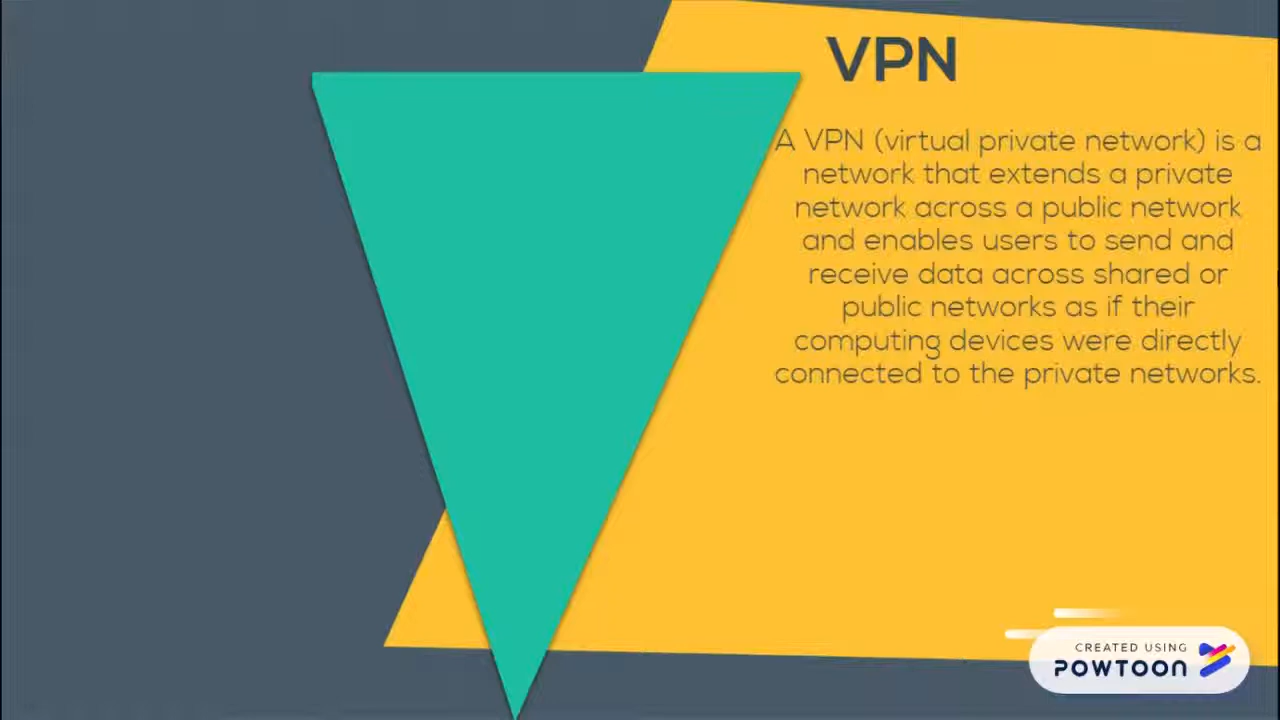 VPN
A VPN (virtual private network) is a
network that extends a private
network across a public network
and enables users to send and
receive data across shared or
public networks as if their
computing devices were directly
connected to the private networks.
CREATED USING
POWTOON